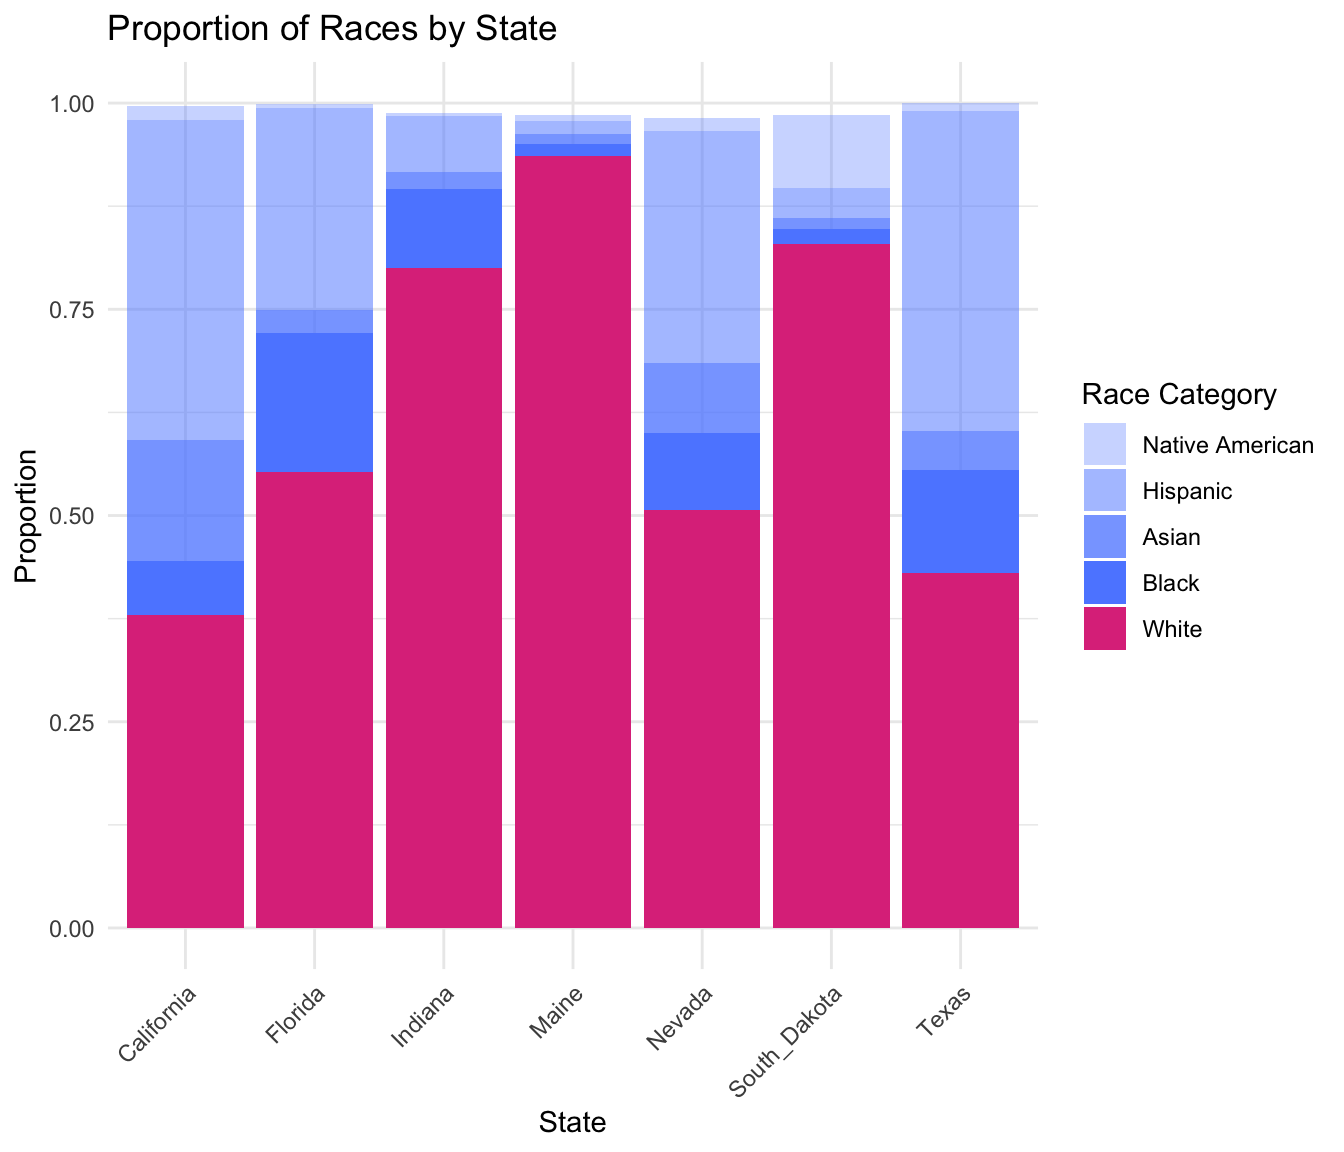 Proportion of Races by State
1.00
0.75
0.50
0.25
0.00
Proportion
California
Florida
Indiana
Maine
Nevada
South_Dakota
Texas
State
Race Category
Native American
Hispanic
Asian
Black
White